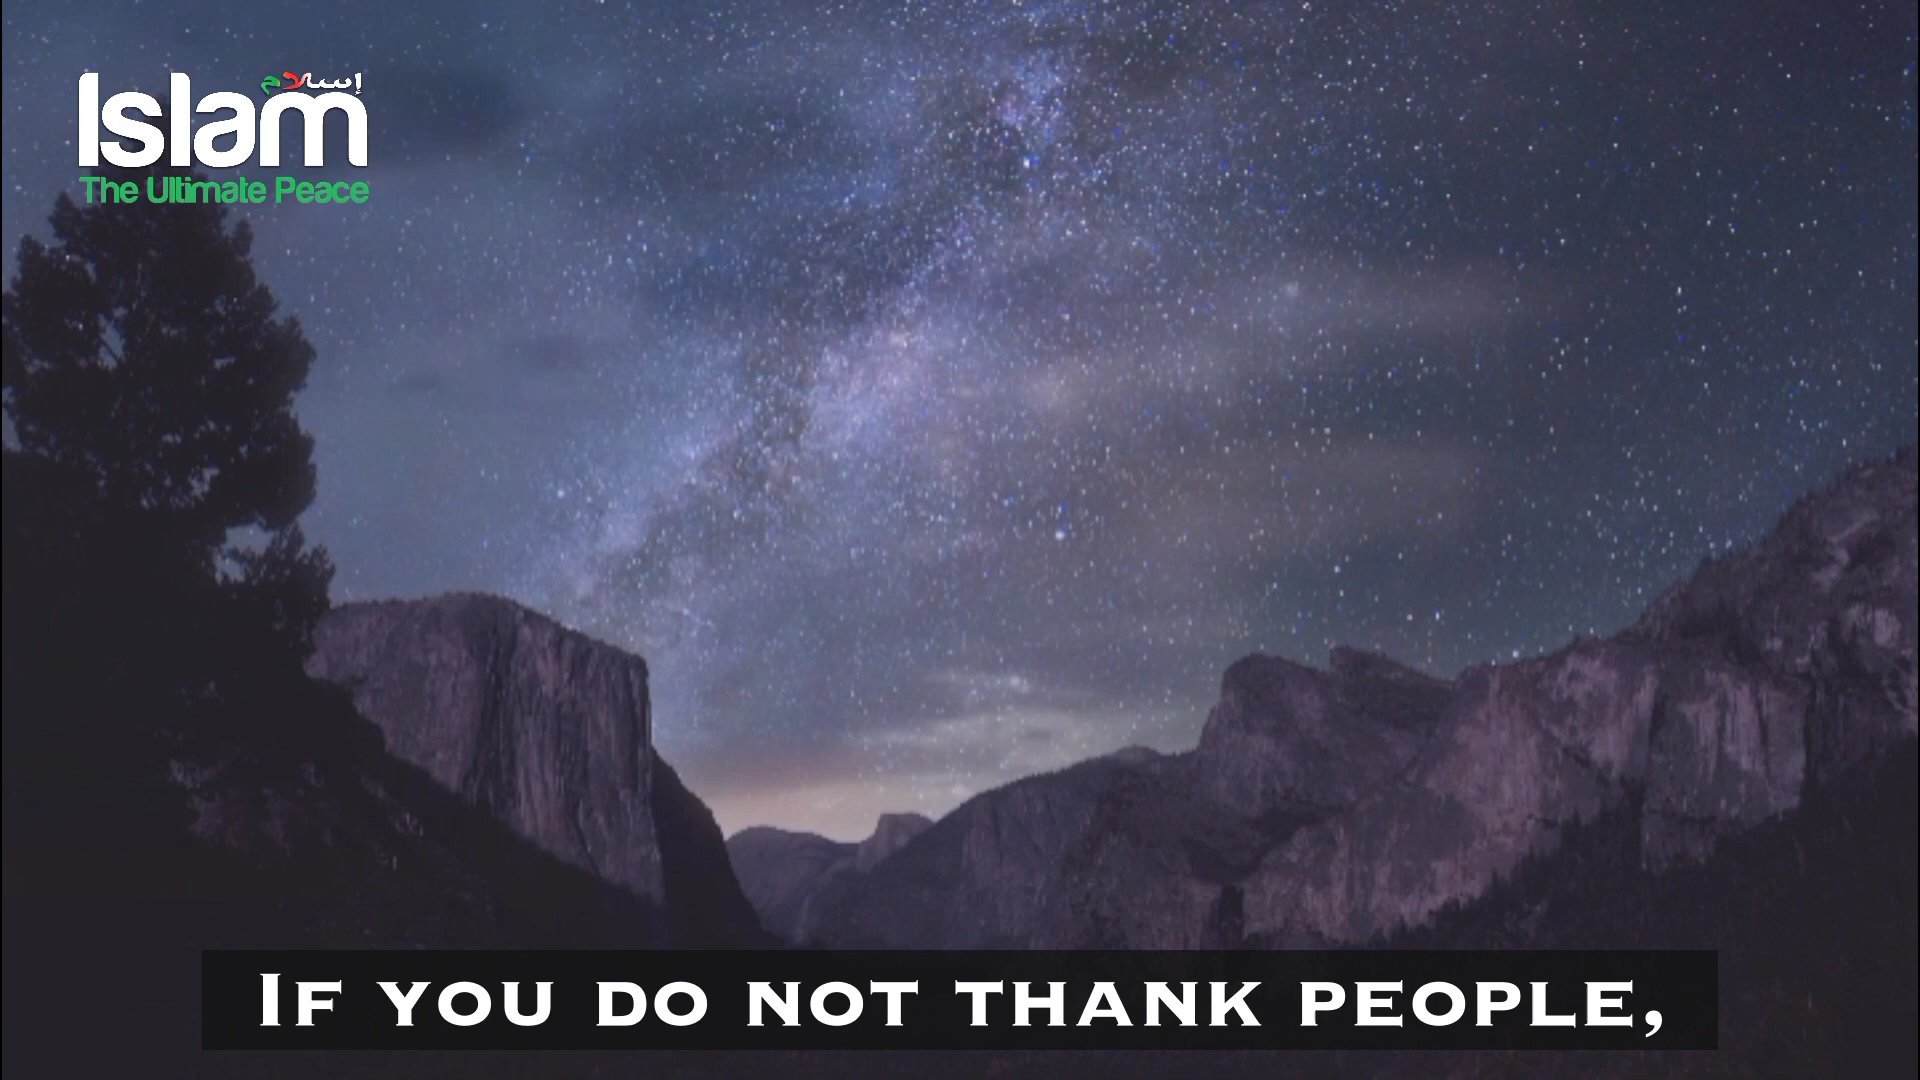 إسلام
Islam
The Ultimate Peace
If you do not thank people,